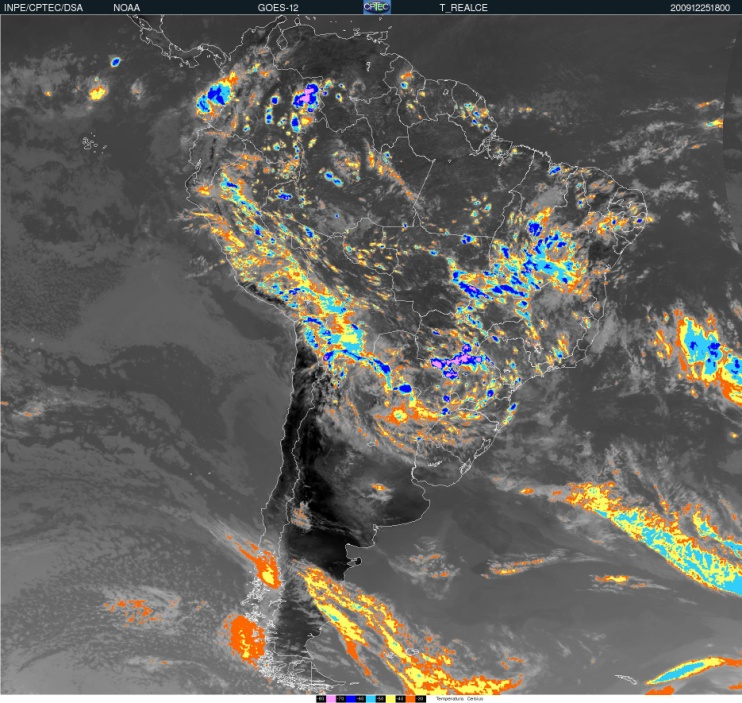 INPE/CPTEC/DSA NOAA GOES-12 CPTEC T_REALCE 200912251800
-80 -70 -60 -50 -40 -30 Temperatura Celsius